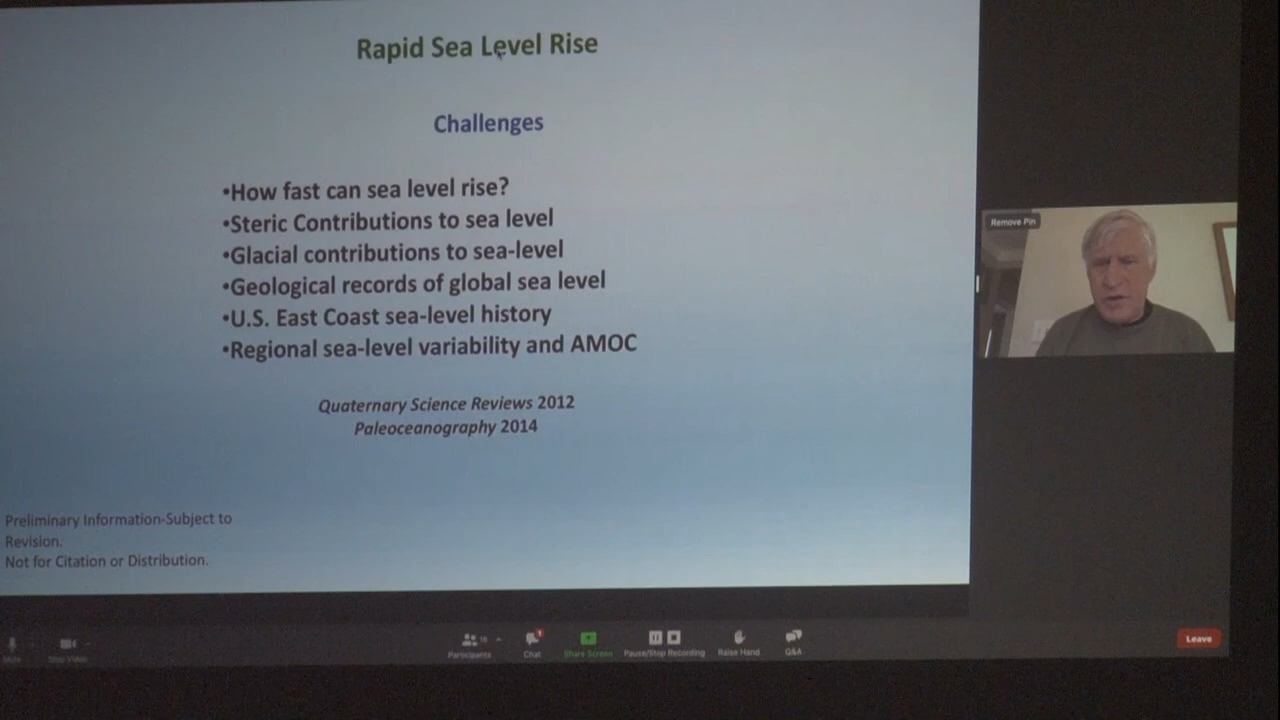 Rapid Sea Level Rise
Challenges
•How fast can sea level rise?
•Steric Contributions to sea level
•Glacial contributions to sea-level
•Geological records of global sea level
•U.S. East Coast sea-level history
•Regional sea-level variability and AMOC
Quaternary Science Reviews 2012
Paleoceanography 2014
Preliminary Information-Subject to
Revision.
Not for Citation or Distribution.
Remove Pin
Mute
Stop Video
Participants
Chat
Share Screen
Pause/Stop Recording
Raise Hand
Q&A
Leave